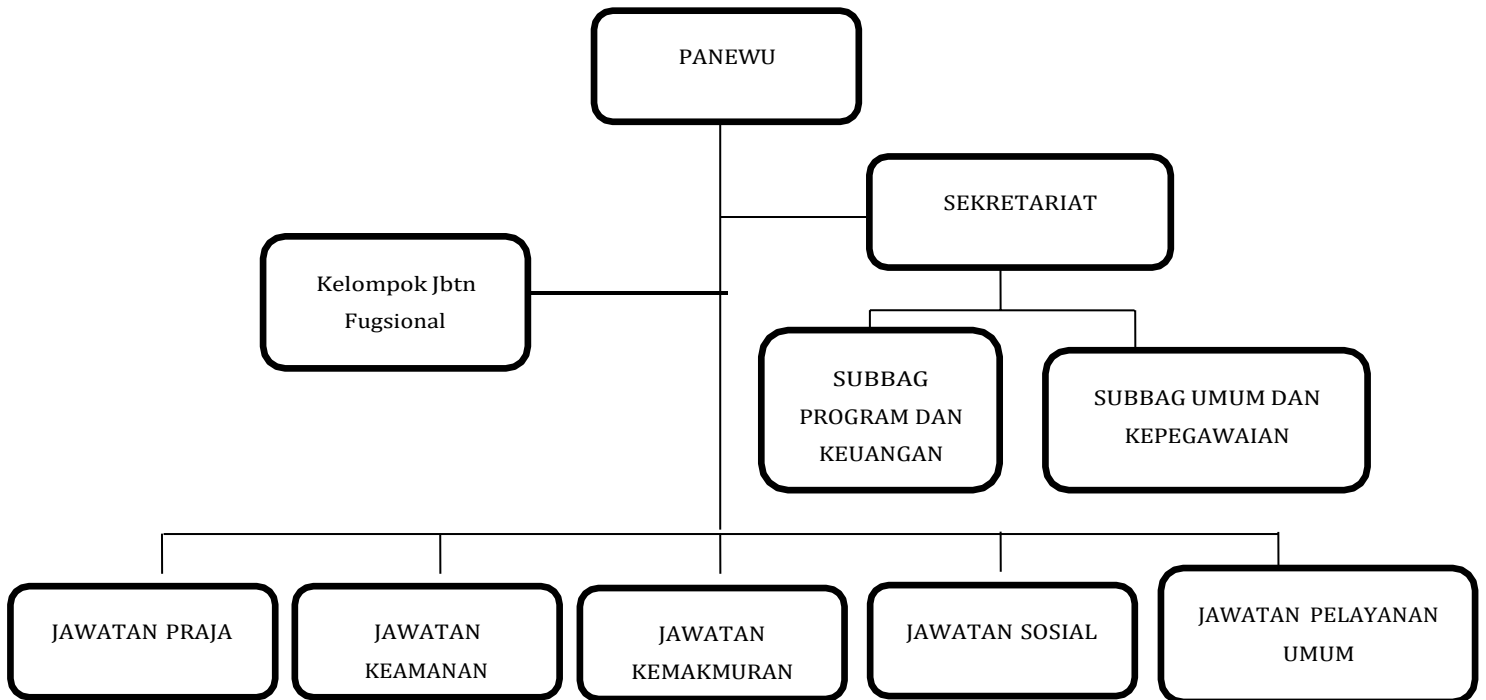 PANEWU
SEKRETARIAT
Kelompok Jbtn
Fugsional
SUBBAG
PROGRAM DAN
KEUANGAN
SUBBAG UMUM DAN
KEPEGAWAIAN
JAWATAN PRAJA
JAWATAN
KEAMANAN
JAWATAN
KEMAKMURAN
JAWATAN SOSIAL
JAWATAN PELAYANAN
UMUM